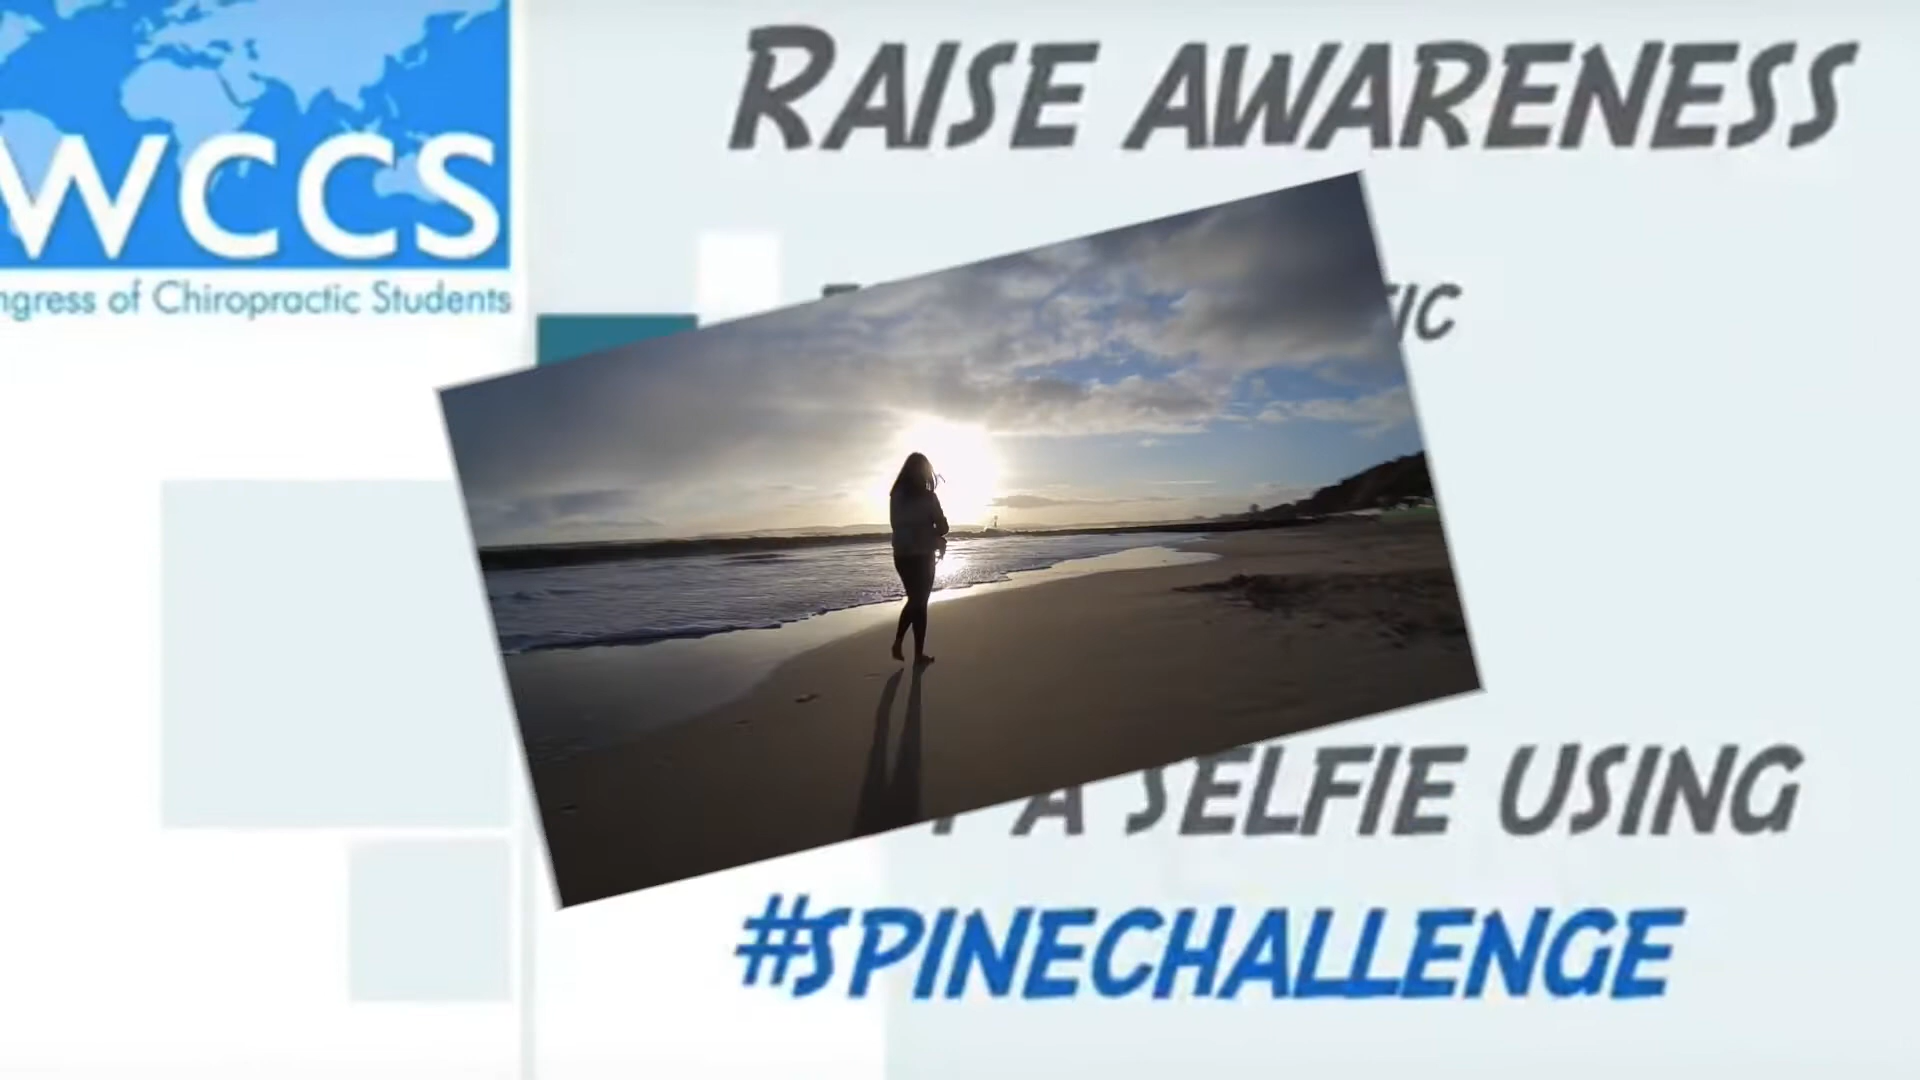 WCCS
ngress of Chiropractic Students
RAISE AWARENESS
A SELFIE USING
#SPINECHALLENGE